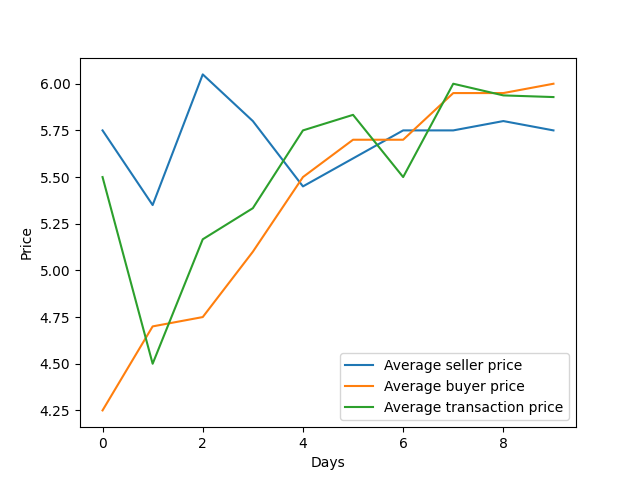 6.00
5.75
5.50
5.25
5.00
4.75
4.50
4.25
Price
0 2 4 6 8
Days
Average seller price
Average buyer price
Average transaction price